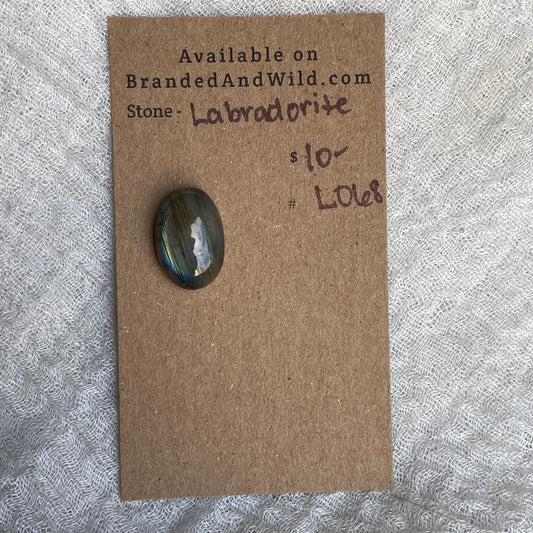 Available on
BrandedAndWild.com
Stone - Labradorite
$ 10-
# L068